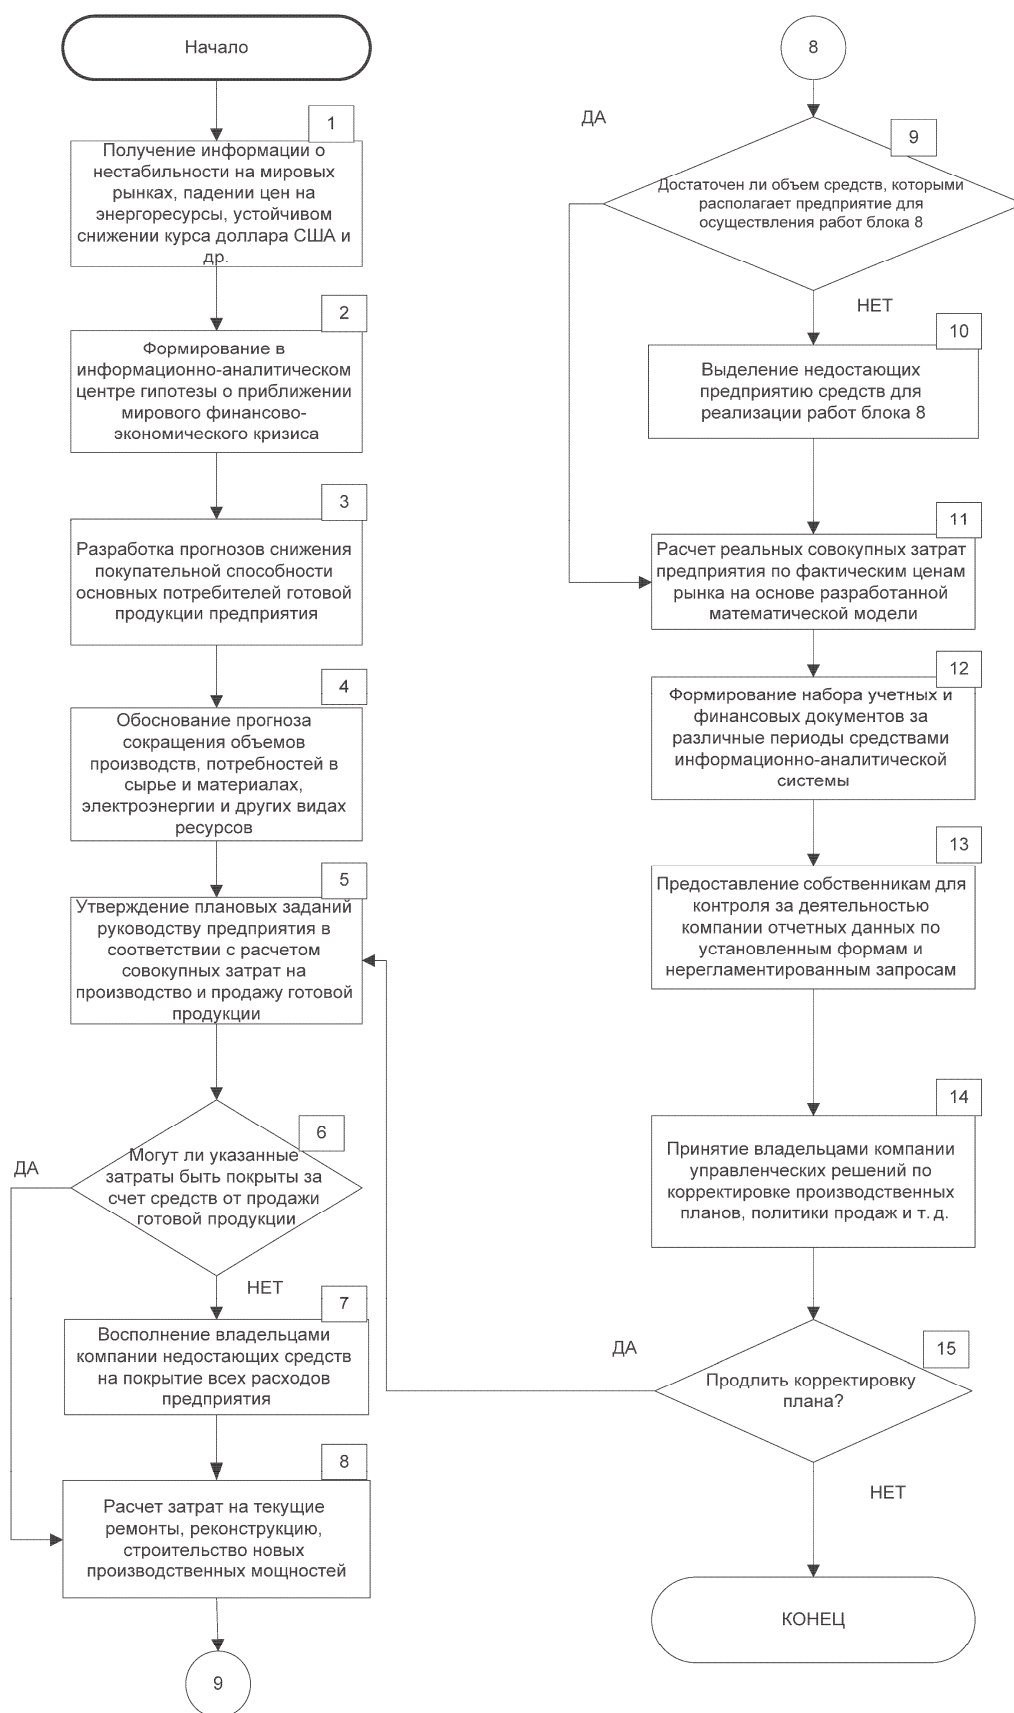 Начало
1
Получение информации о
нестабильности на мировых
рынках, падении цен на
энергоресурсы, устойчивом
снижении курса доллара США и
др.
2
Формирование в
информационно-аналитическом
центре гипотезы о приближении
мирового финансово-
экономического кризиса
3
Разработка прогнозов снижения
покупательной способности
основных потребителей готовой
продукции предприятия
4
Обоснование прогноза
сокращения объемов
производств, потребностей в
сырье и материалах,
электроэнергии и других видах
ресурсов
5
Утверждение плановых заданий
руководству предприятия в
соответствии с расчетом
совокупных затрат на
производство и продажу готовой
продукции
6
Могут ли указанные
затраты быть покрыты за
счет средств от продажи
готовой продукции
ДА
НЕТ
7
Восполнение владельцами
компании недостающих средств
на покрытие всех расходов
предприятия
8
Расчет затрат на текущие
ремонты, реконструкцию,
строительство новых
производственных мощностей
9
8
ДА
9
Достаточен ли объем средств, которыми
располагает предприятие для
осуществления работ блока 8
НЕТ
10
Выделение недостающих
предприятию средств для
реализации работ блока 8
11
Расчет реальных совокупных затрат
предприятия по фактическим ценам
рынка на основе разработанной
математической модели
12
Формирование набора учетных и
финансовых документов за
различные периоды средствами
информационно-аналитической
системы
13
Предоставление собственникам для
контроля за деятельностью
компании отчетных данных по
установленным формам и
нерегламентированным запросам
14
Принятие владельцами компании
управленческих решений по
корректировке производственных
планов, политики продаж и т. д.
ДА
15
Продлить корректировку
плана?
НЕТ
КОНЕЦ